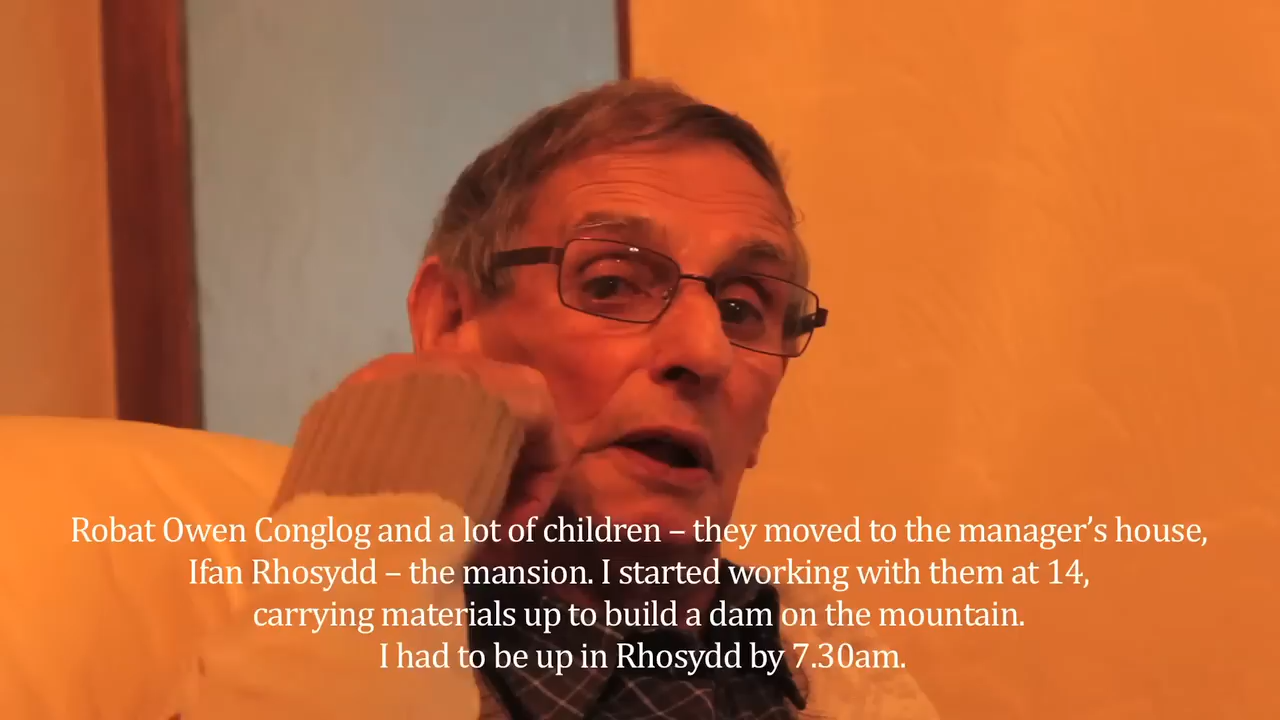 Robat Owen Conglog and a lot of children – they moved to the manager’s house,
Ifan Rhosydd – the mansion. I started working with them at 14,
carrying materials up to build a dam on the mountain.
I had to be up in Rhosydd by 7.30am.